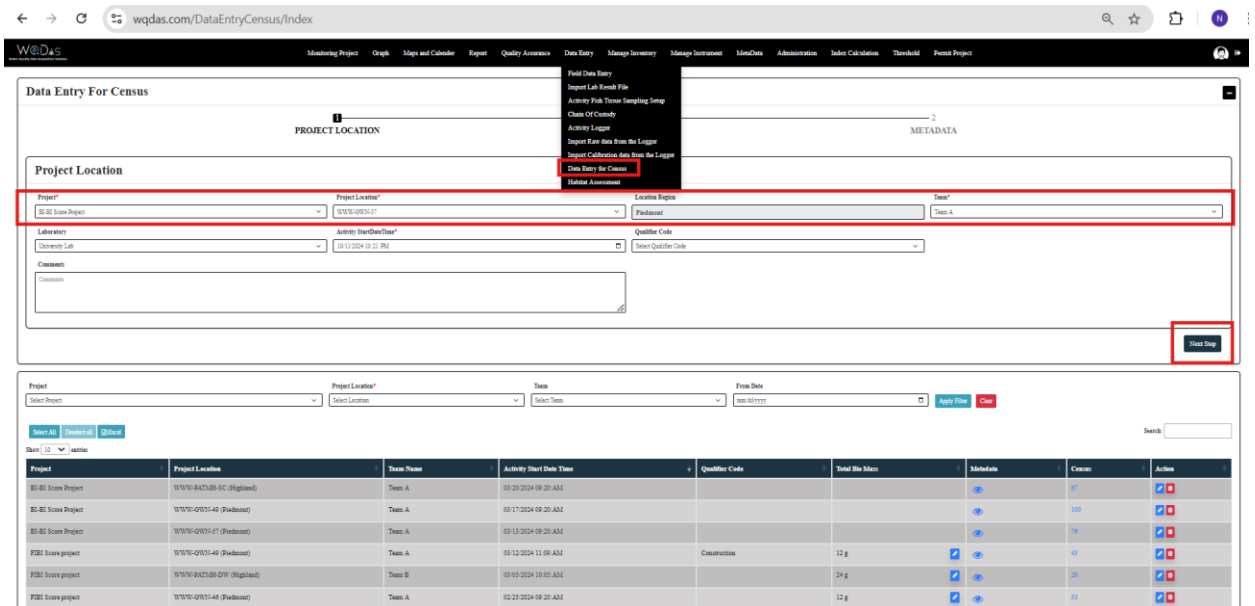 wqdas.com/DataEntryCensus/Index
N
W@DAS
Monitoring Project Graph Maps and Calender Report Quality Assurance Data Entry Manage Inventory Manage Instrument MetaData Administration Index Calculation Threshold Permit Project
Field Data Entry
Import Lab Result File
Activity Fish Tissue Sampling Setup
Chain Of Custody
Activity Logger
Import Raw data from the Logger
Import Calibration data from the Logger
Data Entry for Census
Habitat Assessment
Data Entry For Census
1 2
PROJECT LOCATION METADATA
Project Location
Project* Project Location* Location Region Team*
BI-BI Score Project WWW-GWN-57 Piedmont Team A
Laboratory Activity StartDateTime* Qualifier Code
University Lab 10/11/2024 10:21 PM Select Qualifier Code
Comments
Comments
Next Step
Project Project Location* Team From Date
Select Project Select Location Select Team mm/dd/yyyy Apply Filter Clear
Select All Deselect all Excel Search:
Show 10 entries
Project Project Location Team Name Activity Start Date Time Qualifier Code Total Bio Mass Metadata Census Action
BI-BI Score Project WWW-PATMH-SC (Highland) Team A 03/20/2024 09:20:AM 67
BI-BI Score Project WWW-GWN-49 (Piedmont) Team A 03/17/2024 09:20:AM 100
BI-BI Score Project WWW-GWN-57 (Piedmont) Team A 03/13/2024 09:20:AM 76
FIBI Score project WWW-GWN-49 (Piedmont) Team A 03/12/2024 11:09:AM Construction 12 g 43
FIBI Score project WWW-PATMH-DW (Highland) Team B 03/05/2024 10:05:AM 24 g 20
FIBI Score project WWW-GWN-46 (Piedmont) Team A 02/25/2024 09:20:AM 12 g 33